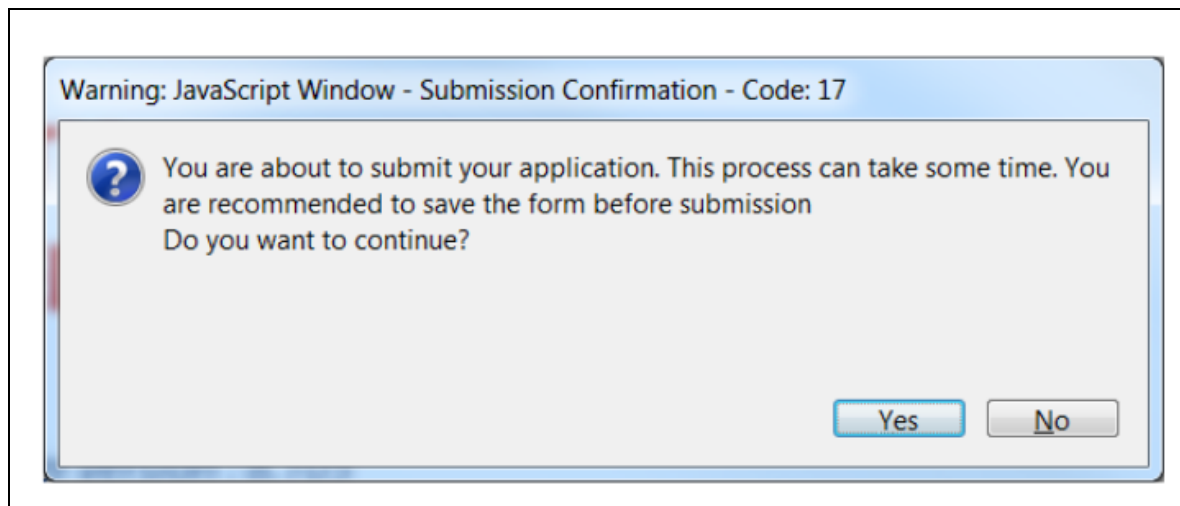 Warning: JavaScript Window - Submission Confirmation - Code: 17
You are about to submit your application. This process can take some time. You
are recommended to save the form before submission
Do you want to continue?
Yes
No